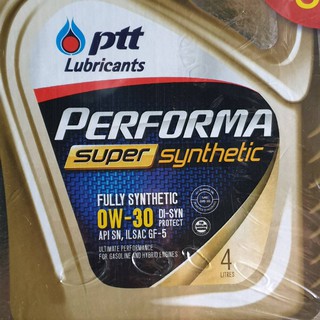 ptt
Lubricants
PERFORMA
super synthetic
FULLY SYNTHETIC
0W-30
DI-SYN
PROTECT
API SN, ILSAC GF-5
ULTIMATE PERFORMANCE
FOR GASOLINE AND HYBRID ENGINES
4
LITRES